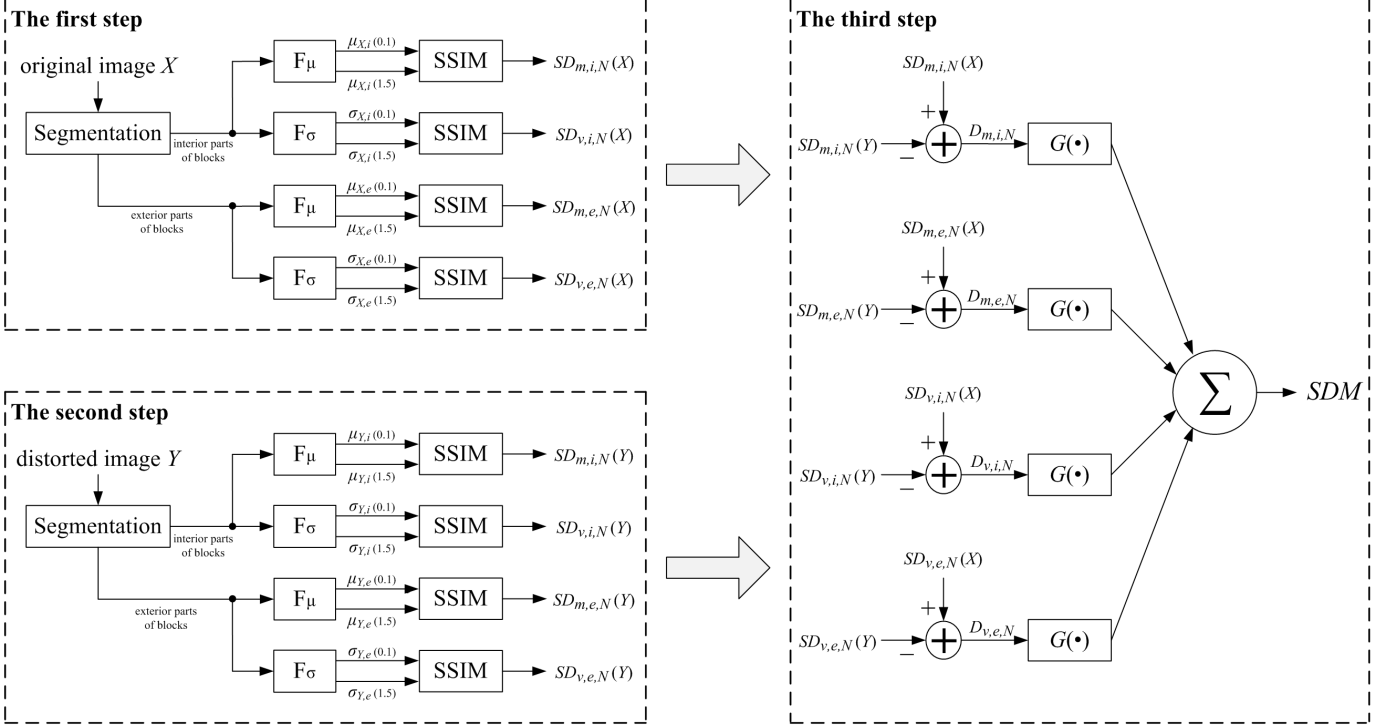 The first step
original image X
Segmentation
interior parts
of blocks
exterior parts
of blocks
Fμ
μX,i(0.1)
μX,i(1.5)
SSIM
SDm,i,N(X)
Fσ
σX,i(0.1)
σX,i(1.5)
SSIM
SDv,i,N(X)
Fμ
μX,e(0.1)
μX,e(1.5)
SSIM
SDm,e,N(X)
Fσ
σX,e(0.1)
σX,e(1.5)
SSIM
SDv,e,N(X)
The second step
distorted image Y
Segmentation
interior parts
of blocks
exterior parts
of blocks
Fμ
μY,i(0.1)
μY,i(1.5)
SSIM
SDm,i,N(Y)
Fσ
σY,i(0.1)
σY,i(1.5)
SSIM
SDv,i,N(Y)
Fμ
μY,e(0.1)
μY,e(1.5)
SSIM
SDm,e,N(Y)
Fσ
σY,e(0.1)
σY,e(1.5)
SSIM
SDv,e,N(Y)
The third step
SDm,i,N(X)
+
SDm,i,N(Y)
−
+
Dm,i,N
G(•)
SDm,e,N(X)
+
SDm,e,N(Y)
−
+
Dm,e,N
G(•)
SDv,i,N(X)
+
SDv,i,N(Y)
−
+
Dv,i,N
G(•)
SDv,e,N(X)
+
SDv,e,N(Y)
−
+
Dv,e,N
G(•)
∑
SDM